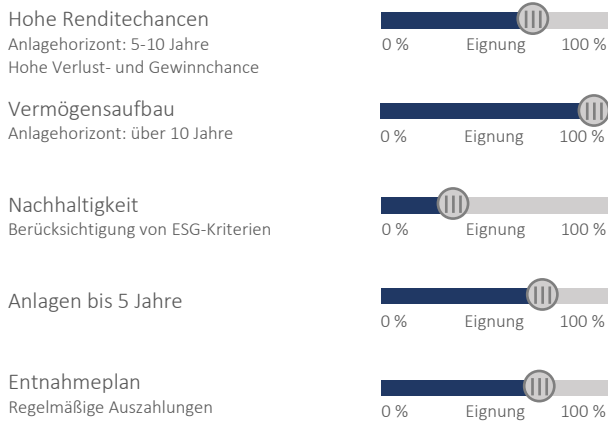 Hohe Renditechancen
Anlagehorizont: 5-10 Jahre
Hohe Verlust- und Gewinnchance
0 % Eignung 100 %
Vermögensaufbau
Anlagehorizont: über 10 Jahre
0 % Eignung 100 %
Nachhaltigkeit
Berücksichtigung von ESG-Kriterien
0 % Eignung 100 %
Anlagen bis 5 Jahre
0 % Eignung 100 %
Entnahmeplan
Regelmäßige Auszahlungen
0 % Eignung 100 %